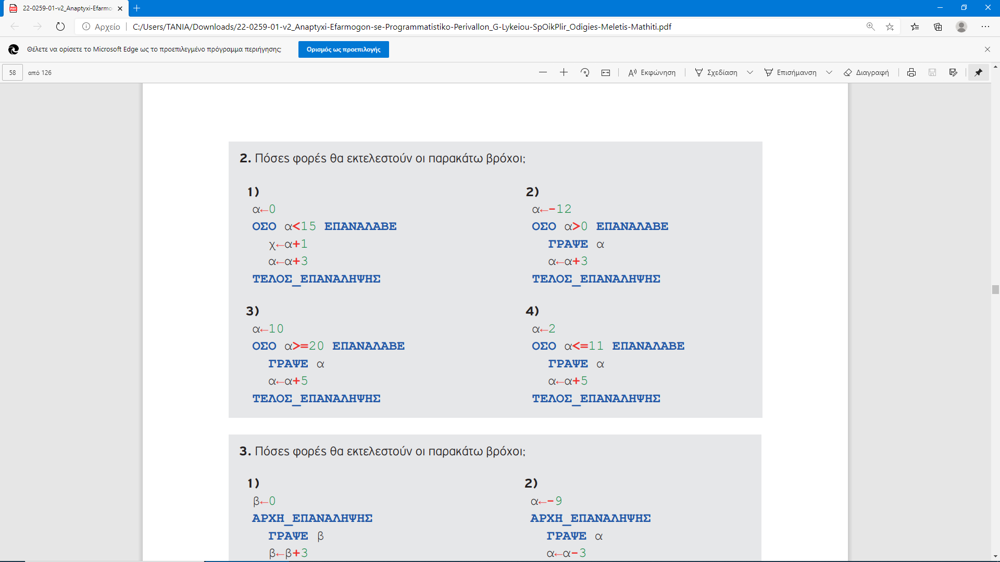 22-0259-01-v2_Anaptyxi-Efarmo
Αρχείο
C:/Users/TANIA/Downloads/22-0259-01-v2_Anaptyxi-Efarmogon-se-Programmatistiko-Perivallon_G-Lykeiou-SpOikPlir_Odigies-Meletis-Mathiti.pdf
Θέλετε να ορίσετε το Microsoft Edge ως το προεπιλεγμένο πρόγραμμα περιήγησης;
Ορισμός ως προεπιλογής
58 από 126
Εκφώνηση
Σχεδίαση
Επισήμανση
Διαγραφή
2. Πόσες φορές θα εκτελεστούν οι παρακάτω βρόχοι;
1)
α←0
ΟΣΟ α<15 ΕΠΑΝΑΛΑΒΕ
χ←α+1
α←α+3
ΤΕΛΟΣ_ΕΠΑΝΑΛΗΨΗΣ
2)
α←-12
ΟΣΟ α>0 ΕΠΑΝΑΛΑΒΕ
ΓΡΑΨΕ α
α←α+3
ΤΕΛΟΣ_ΕΠΑΝΑΛΗΨΗΣ
3)
α←10
ΟΣΟ α>=20 ΕΠΑΝΑΛΑΒΕ
ΓΡΑΨΕ α
α←α+5
ΤΕΛΟΣ_ΕΠΑΝΑΛΗΨΗΣ
4)
α←2
ΟΣΟ α<=11 ΕΠΑΝΑΛΑΒΕ
ΓΡΑΨΕ α
α←α+5
ΤΕΛΟΣ_ΕΠΑΝΑΛΗΨΗΣ
3. Πόσες φορές θα εκτελεστούν οι παρακάτω βρόχοι;
1)
β←0
ΑΡΧΗ_ΕΠΑΝΑΛΗΨΗΣ
ΓΡΑΨΕ β
β←β+3
2)
α←-9
ΑΡΧΗ_ΕΠΑΝΑΛΗΨΗΣ
ΓΡΑΨΕ α
α←α-3